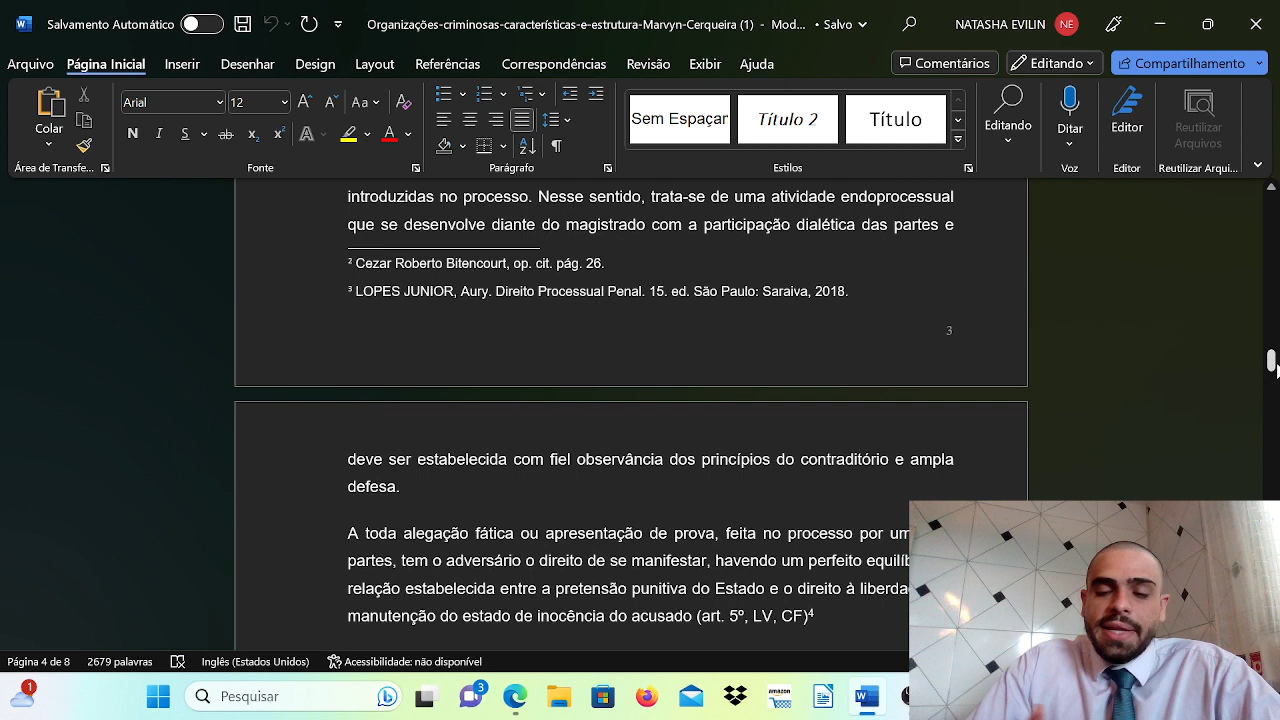 Salvamento Automático
Organizações-criminosas-características-e-estrutura-Marvyn-Cerqueira (1) - Mod... • Salvo
NATASHA EVILIN NE
Arquivo Página Inicial Inserir Desenhar Design Layout Referências Correspondências Revisão Exibir Ajuda
Comentários Editando Compartilhamento
Colar
Arial 12
Sem Espaçar Título 2 Título
Editando Ditar Editor Reutilizar Arquivos
Área de Transfe... Fonte Parágrafo Estilos Voz Editor Reutilizar Arqui...
introduzidas no processo. Nesse sentido, trata-se de uma atividade endoprocessual
que se desenvolve diante do magistrado com a participação dialética das partes e
² Cezar Roberto Bitencourt, op. cit. pág. 26.
³ LOPES JUNIOR, Aury. Direito Processual Penal. 15. ed. São Paulo: Saraiva, 2018.
3
deve ser estabelecida com fiel observância dos princípios do contraditório e ampla
defesa.
A toda alegação fática ou apresentação de prova, feita no processo por
partes, tem o adversário o direito de se manifestar, havendo um perfeito
relação estabelecida entre a pretensão punitiva do Estado e o direito à
manutenção do estado de inocência do acusado (art. 5º, LV, CF)⁴
Página 4 de 8 2679 palavras Inglês (Estados Unidos) Acessibilidade: não disponível
1 Pesquisar 3 amazon